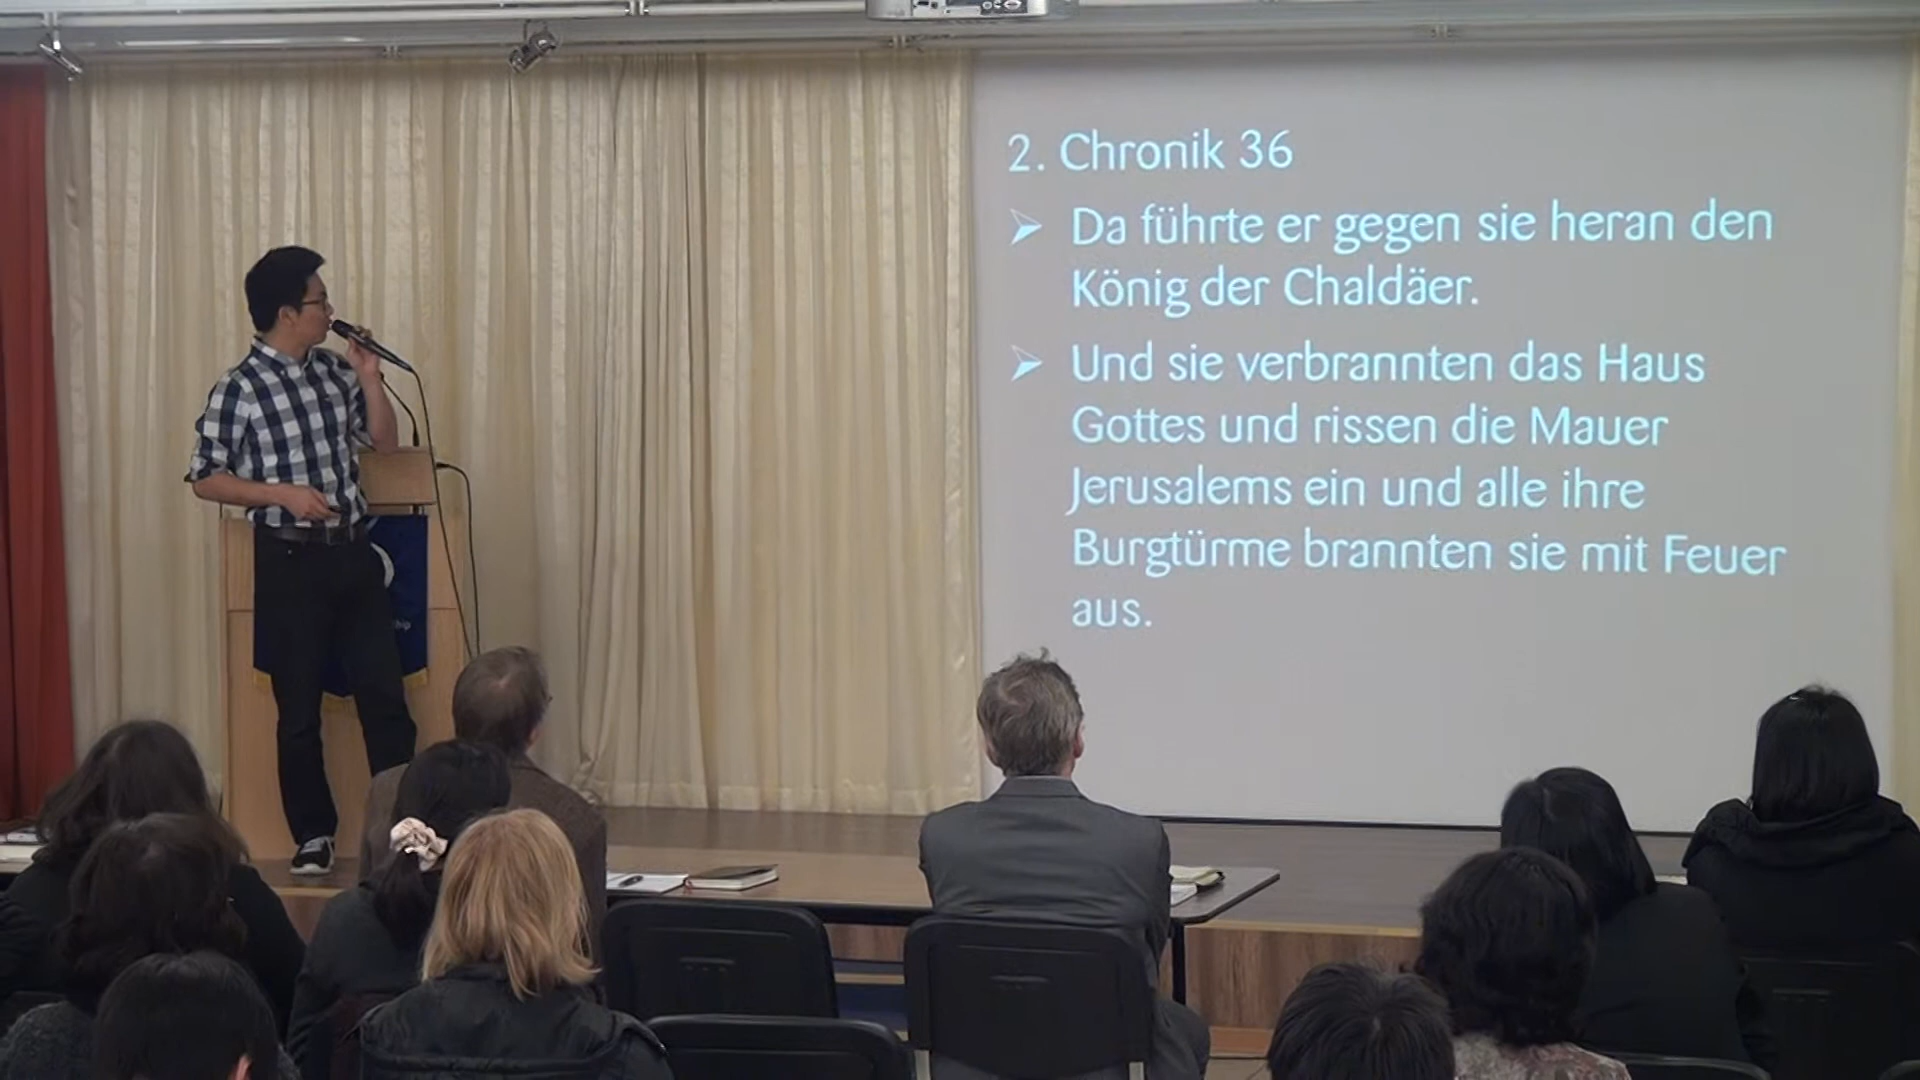 2. Chronik 36
➢ Da führte er gegen sie heran den
König der Chaldäer.
➢ Und sie verbrannten das Haus
Gottes und rissen die Mauer
Jerusalems ein und alle ihre
Burgtürme brannten sie mit Feuer
aus.